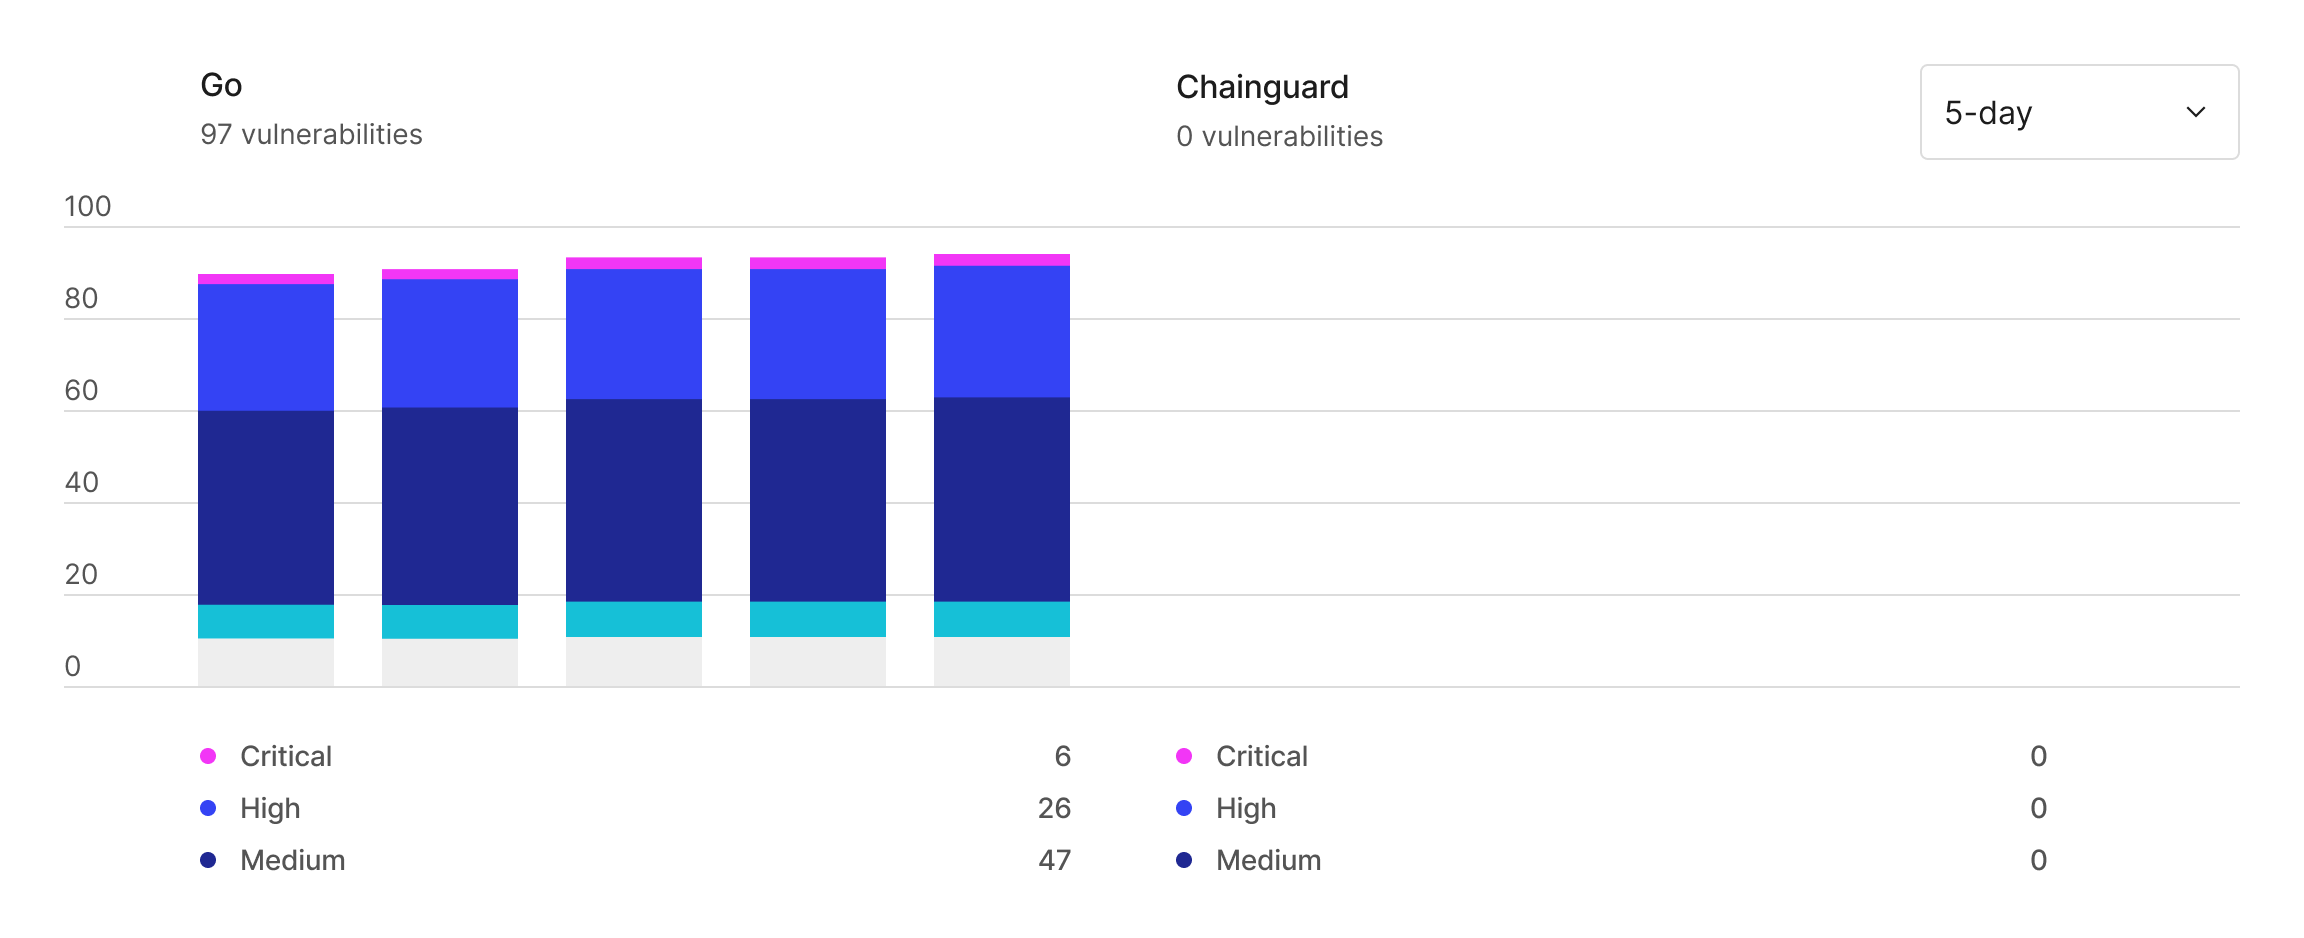 Go
97 vulnerabilities
Chainguard
0 vulnerabilities
5-day
100
80
60
40
20
0
Critical 6
High 26
Medium 47
Critical 0
High 0
Medium 0